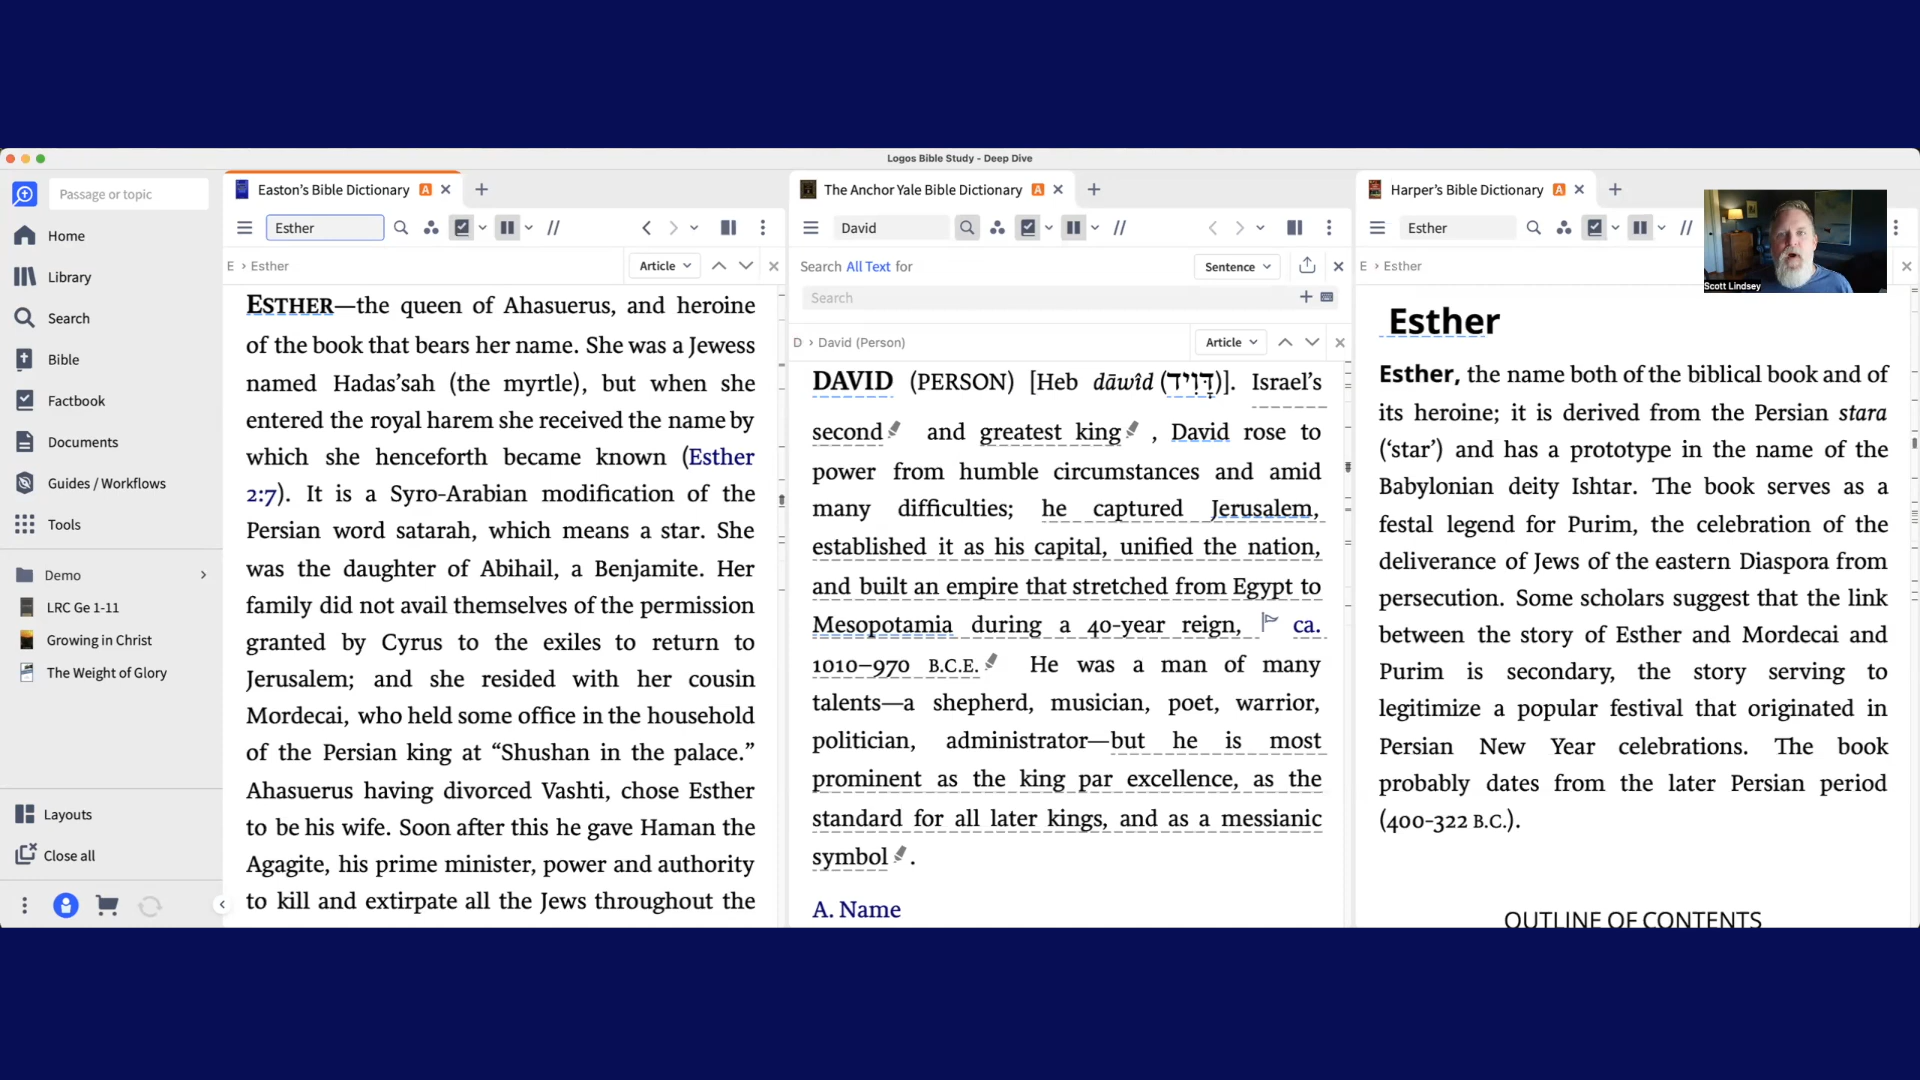 Logos Bible Study - Deep Dive
Passage or topic
Home
Library
Search
Bible
Factbook
Documents
Guides / Workflows
Tools
Demo
LRC Ge 1-11
Growing in Christ
The Weight of Glory
Layouts
Close all
Easton's Bible Dictionary A
Esther
E › Esther
Article
ESTHER—the queen of Ahasuerus, and heroine
of the book that bears her name. She was a Jewess
named Hadas'sah (the myrtle), but when she
entered the royal harem she received the name by
which she henceforth became known (Esther
2:7). It is a Syro-Arabian modification of the
Persian word satarah, which means a star. She
was the daughter of Abihail, a Benjamite. Her
family did not avail themselves of the permission
granted by Cyrus to the exiles to return to
Jerusalem; and she resided with her cousin
Mordecai, who held some office in the household
of the Persian king at “Shushan in the palace.”
Ahasuerus having divorced Vashti, chose Esther
to be his wife. Soon after this he gave Haman the
Agagite, his prime minister, power and authority
to kill and extirpate all the Jews throughout the
The Anchor Yale Bible Dictionary A
David
Search All Text for
Sentence
Search
D › David (Person)
Article
DAVID (PERSON) [Heb dāwîd (דָּוִיד)]. Israel's
second and greatest king , David rose to
power from humble circumstances and amid
many difficulties; he captured Jerusalem,
established it as his capital, unified the nation,
and built an empire that stretched from Egypt to
Mesopotamia during a 40-year reign, ca.
1010–970 B.C.E. He was a man of many
talents—a shepherd, musician, poet, warrior,
politician, administrator—but he is most
prominent as the king par excellence, as the
standard for all later kings, and as a messianic
symbol .
A. Name
Harper's Bible Dictionary A
Esther
E › Esther
Scott Lindsey
Esther
Esther, the name both of the biblical book and of
its heroine; it is derived from the Persian stara
(‘star’) and has a prototype in the name of the
Babylonian deity Ishtar. The book serves as a
festal legend for Purim, the celebration of the
deliverance of Jews of the eastern Diaspora from
persecution. Some scholars suggest that the link
between the story of Esther and Mordecai and
Purim is secondary, the story serving to
legitimize a popular festival that originated in
Persian New Year celebrations. The book
probably dates from the later Persian period
(400-322 B.C.).
OUTLINE OF CONTENTS